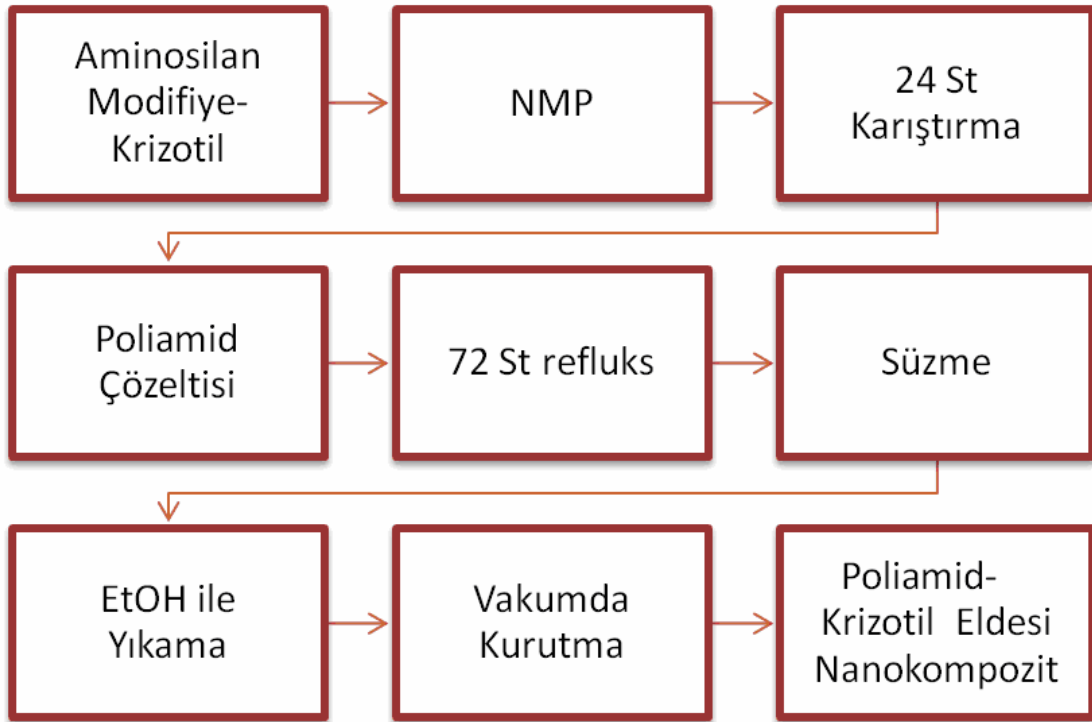 Aminosilan
Modifiye-
Krizotil
NMP
24 St
Karıştırma
Poliamid
Çözeltisi
72 St refluks
Süzme
EtOH ile
Yıkama
Vakumda
Kurutma
Poliamid-
Krizotil Eldesi
Nanokompozit